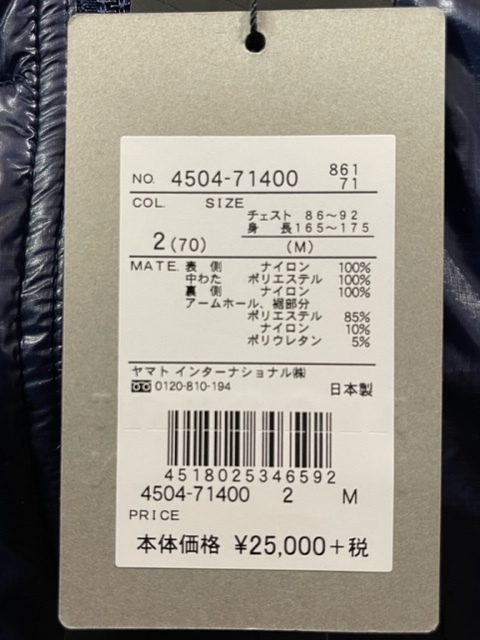 NO. 4504-71400 861
71
COL. SIZE
チェスト 86〜92
身 長165〜175
2(70) (M)
MATE. 表 側 ナイロン 100%
中わた ポリエステル 100%
裏 側 ナイロン 100%
アームホール、裾部分
ポリエステル 85%
ナイロン 10%
ポリウレタン 5%
ヤマト インターナショナル㈱
0120-810-194 日本製
4518025346592
4504-71400 2 M
PRICE
本体価格 ¥25,000+税